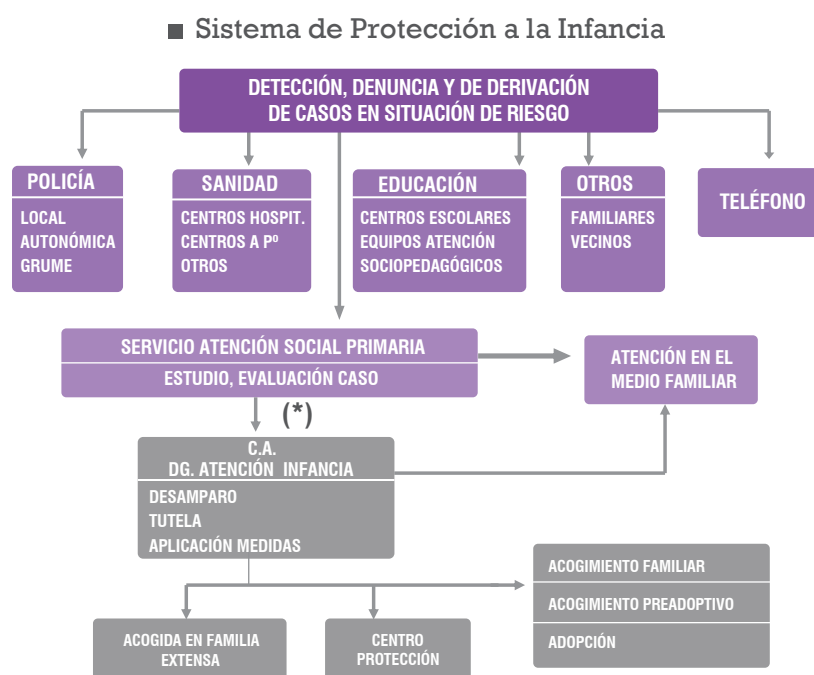 Sistema de Protección a la Infancia
DETECCIÓN, DENUNCIA Y DE DERIVACIÓN
DE CASOS EN SITUACIÓN DE RIESGO
POLICÍA
LOCAL
AUTONÓMICA
GRUME
SANIDAD
CENTROS HOSPIT.
CENTROS A Pº
OTROS
EDUCACIÓN
CENTROS ESCOLARES
EQUIPOS ATENCIÓN
SOCIOPEDAGÓGICOS
OTROS
FAMILIARES
VECINOS
TELÉFONO
SERVICIO ATENCIÓN SOCIAL PRIMARIA
ESTUDIO, EVALUACIÓN CASO
ATENCIÓN EN EL
MEDIO FAMILIAR
(*)
C.A.
DG. ATENCIÓN INFANCIA
DESAMPARO
TUTELA
APLICACIÓN MEDIDAS
ACOGIDA EN FAMILIA
EXTENSA
CENTRO
PROTECCIÓN
ACOGIMIENTO FAMILIAR
ACOGIMIENTO PREADOPTIVO
ADOPCIÓN